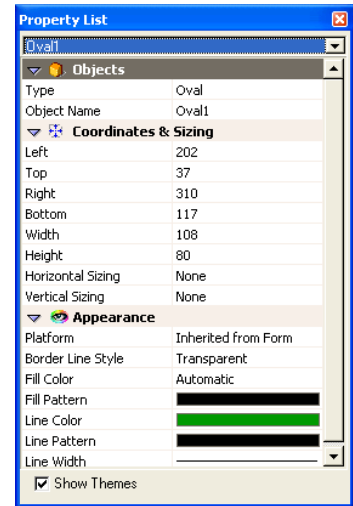 Property List
Oval1
Objects
Type Oval
Object Name Oval1
Coordinates & Sizing
Left 202
Top 37
Right 310
Bottom 117
Width 108
Height 80
Horizontal Sizing None
Vertical Sizing None
Appearance
Platform Inherited from Form
Border Line Style Transparent
Fill Color Automatic
Fill Pattern
Line Color
Line Pattern
Line Width
Show Themes